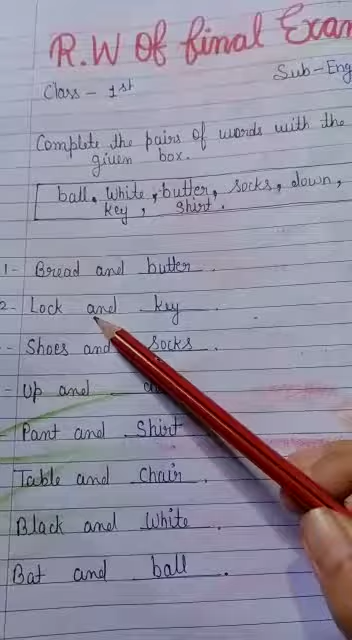 R.W Of final Exam
Class - 1st
Sub - Eng
Complete the pairs of words with the
given box.
ball, White, butter, socks, down,
key, Shirt.
1- Bread and butter.
2- Lock and key.
- Shoes and socks.
- Up and
- Pant and Shirt
Table and Chair.
Black and White.
Bat and ball.